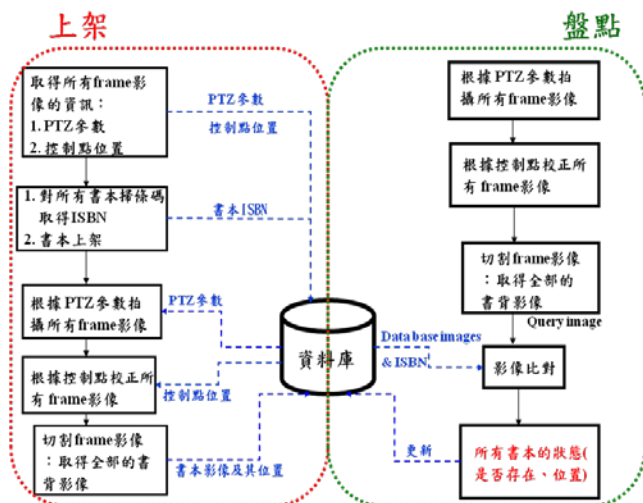 上架
取得所有frame影
像的資訊：
1.PTZ參數
2.控制點位置
1.對所有書本掃條碼
取得ISBN
2.書本上架
根據PTZ參數拍
攝所有frame影像
根據控制點校正所
有frame影像
切割frame影像
：取得全部的書
背影像
PTZ參數
控制點位置
書本ISBN
PTZ參數
控制點位置
書本影像及其位置
資料庫
盤點
根據PTZ參數拍
攝所有frame影像
根據控制點校正所
有frame影像
切割frame影像
：取得全部的
書背影像
Query image
Database images
& ISBN
影像比對
更新
所有書本的狀態(
是否存在、位置)